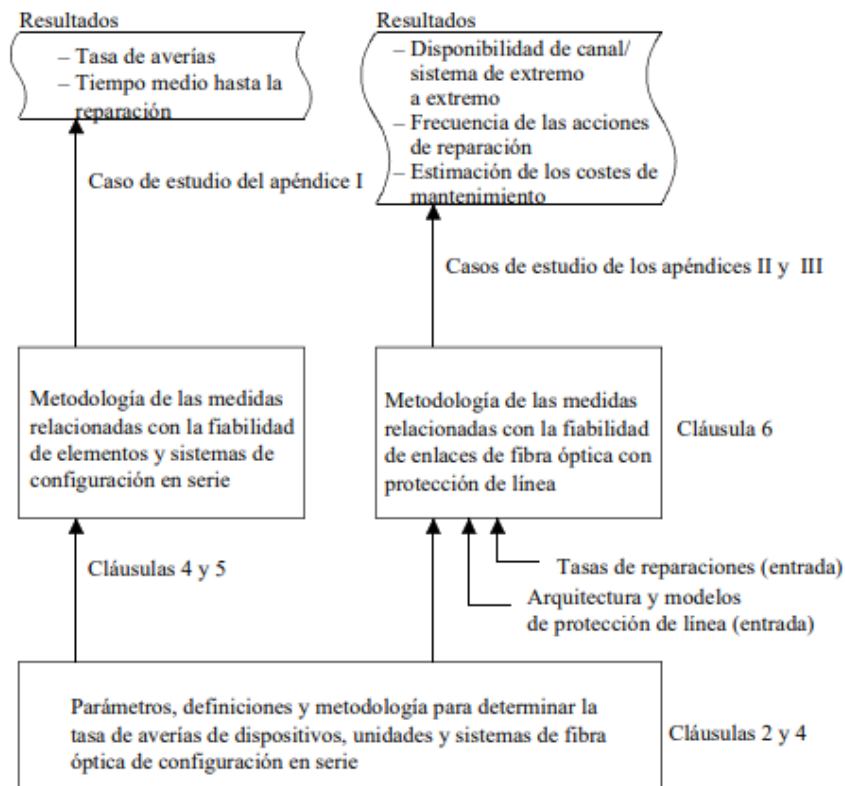 Resultados
– Tasa de averías
– Tiempo medio hasta la
reparación
Resultados
– Disponibilidad de canal/
sistema de extremo
a extremo
– Frecuencia de las acciones
de reparación
– Estimación de los costes de
mantenimiento
Caso de estudio del apéndice I
Casos de estudio de los apéndices II y III
Metodología de las medidas
relacionadas con la fiabilidad
de elementos y sistemas de
configuración en serie
Metodología de las medidas
relacionadas con la fiabilidad
de enlaces de fibra óptica con
protección de línea
Cláusula 6
Cláusulas 4 y 5
Tasas de reparaciones (entrada)
Arquitectura y modelos
de protección de línea (entrada)
Parámetros, definiciones y metodología para determinar la
tasa de averías de dispositivos, unidades y sistemas de fibra
óptica de configuración en serie
Cláusulas 2 y 4